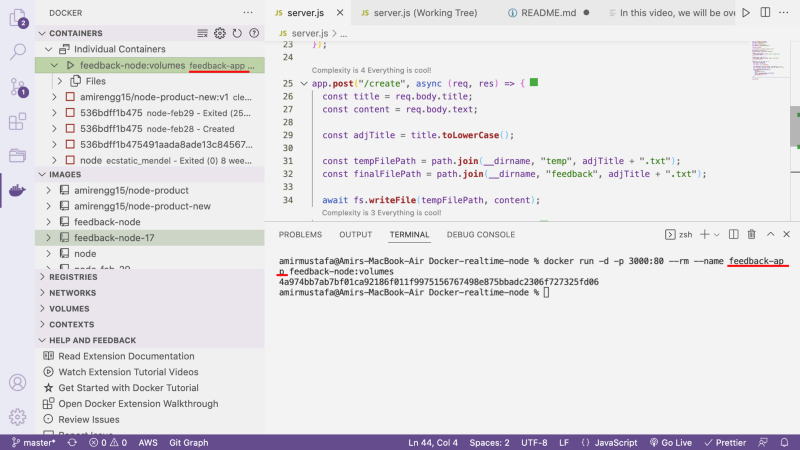 DOCKER
CONTAINERS
Individual Containers
feedback-node:volumes feedback-app ...
Files
amirengg15/node-product-new:v1 cle...
536bdff1b475 node-feb29 - Exited (25...
536bdff1b475 node-feb28 - Created
536bdff1b475491aada8ade13c84567...
node ecstatic_mendel - Exited (0) 8 wee...
IMAGES
amirengg15/node-product
amirengg15/node-product-new
feedback-node
feedback-node-17
node
node-feb-29
REGISTRIES
NETWORKS
VOLUMES
CONTEXTS
HELP AND FEEDBACK
Read Extension Documentation
Watch Extension Tutorial Videos
Get Started with Docker Tutorial
Open Docker Extension Walkthrough
Review Issues
Report Issue
2
1
JS server.js
JS server.js (Working Tree)
README.md
In this video, we will be ove
JS server.js > ...
23 });
24
Complexity is 4 Everything is cool!
25 app.post("/create", async (req, res) => {
26 const title = req.body.title;
27 const content = req.body.text;
28
29 const adjTitle = title.toLowerCase();
30
31 const tempFilePath = path.join(__dirname, "temp", adjTitle + ".txt");
32 const finalFilePath = path.join(__dirname, "feedback", adjTitle + ".txt");
33
34 await fs.writeFile(tempFilePath, content);
Complexity is 3 Everything is cool!
PROBLEMS OUTPUT TERMINAL DEBUG CONSOLE
zsh
amirmustafa@Amirs-MacBook-Air Docker-realtime-node % docker run -d -p 3000:80 --rm --name feedback-ap
p feedback-node:volumes
4a974bb7ab7bf01ca92186f011f9975156767498e875bbadc2306f727325fd06
amirmustafa@Amirs-MacBook-Air Docker-realtime-node %
master* 0 0 AWS Git Graph Ln 44, Col 4 Spaces: 2 UTF-8 LF {} JavaScript Go Live Prettier